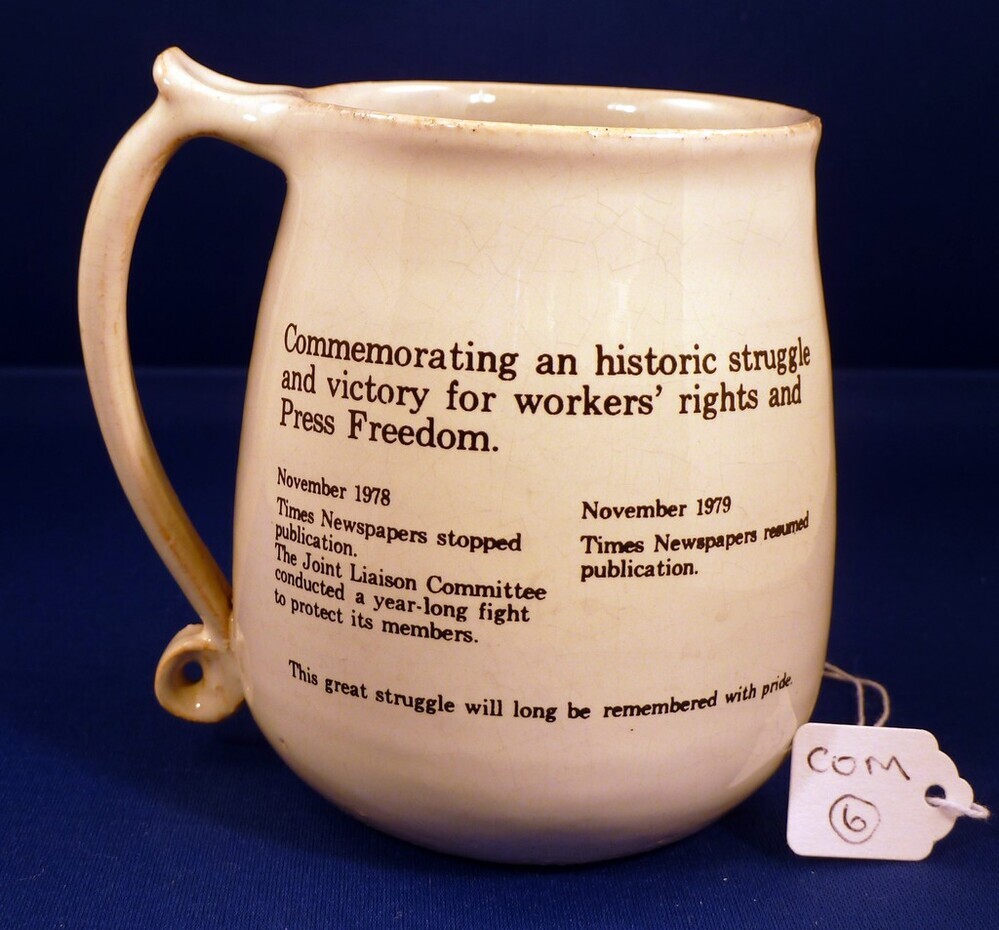 Commemorating an historic struggle
and victory for workers' rights and
Press Freedom.
November 1978
Times Newspapers stopped
publication.
The Joint Liaison Committee
conducted a year-long fight
to protect its members.
November 1979
Times Newspapers resumed
publication.
This great struggle will long be remembered with pride.
COM
6